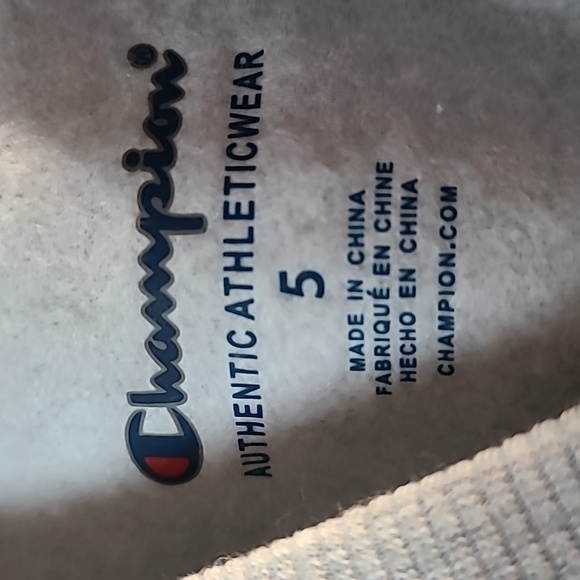 Champion®
AUTHENTIC ATHLETICWEAR
5
MADE IN CHINA
FABRIQUÉ EN CHINE
HECHO EN CHINA
CHAMPION.COM